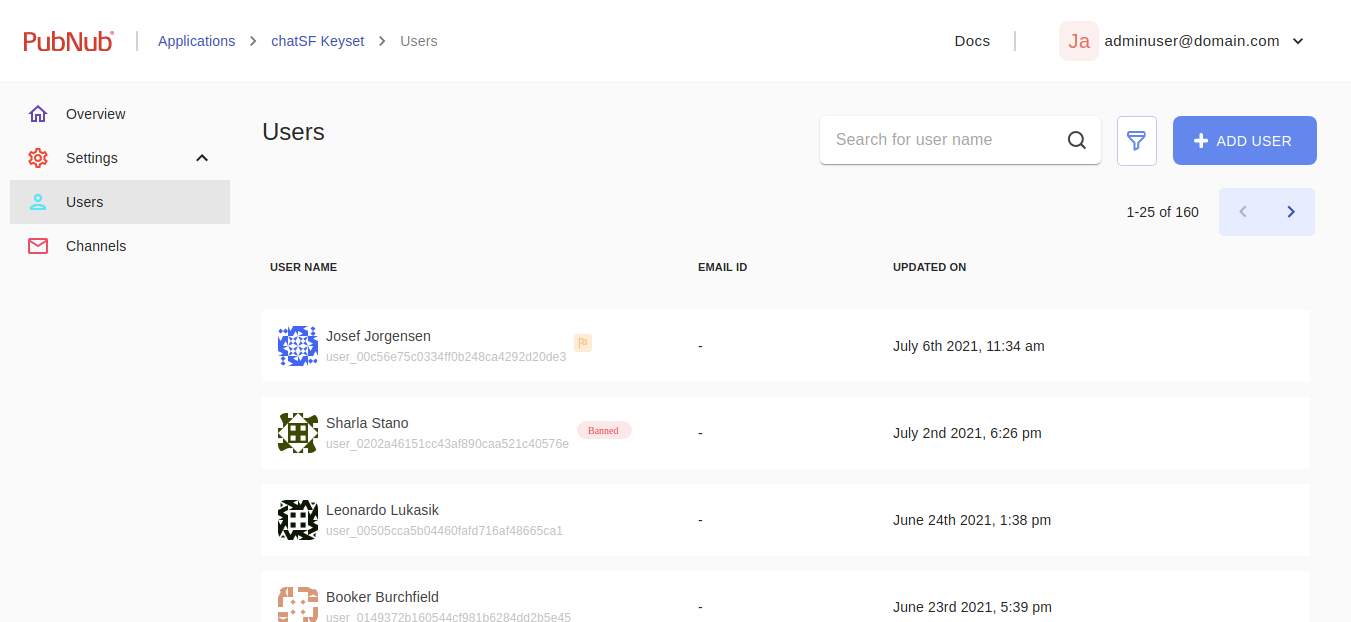 PubNub Applications chatSF Keyset Users Docs Ja adminuser@domain.com
Overview
Settings
Users
Channels
Users
Search for user name
ADD USER
1-25 of 160
USER NAME EMAIL ID UPDATED ON
Josef Jorgensen
user_00c56e75c0334ff0b248ca4292d20de3
- July 6th 2021, 11:34 am
Sharla Stano
user_0202a46151cc43af890caa521c40576e
Banned
- July 2nd 2021, 6:26 pm
Leonardo Lukasik
user_00505cca5b04460fafd716af48665ca1
- June 24th 2021, 1:38 pm
Booker Burchfield
user_0149372b160544cf981b6284dd2b5e45
- June 23rd 2021, 5:39 pm